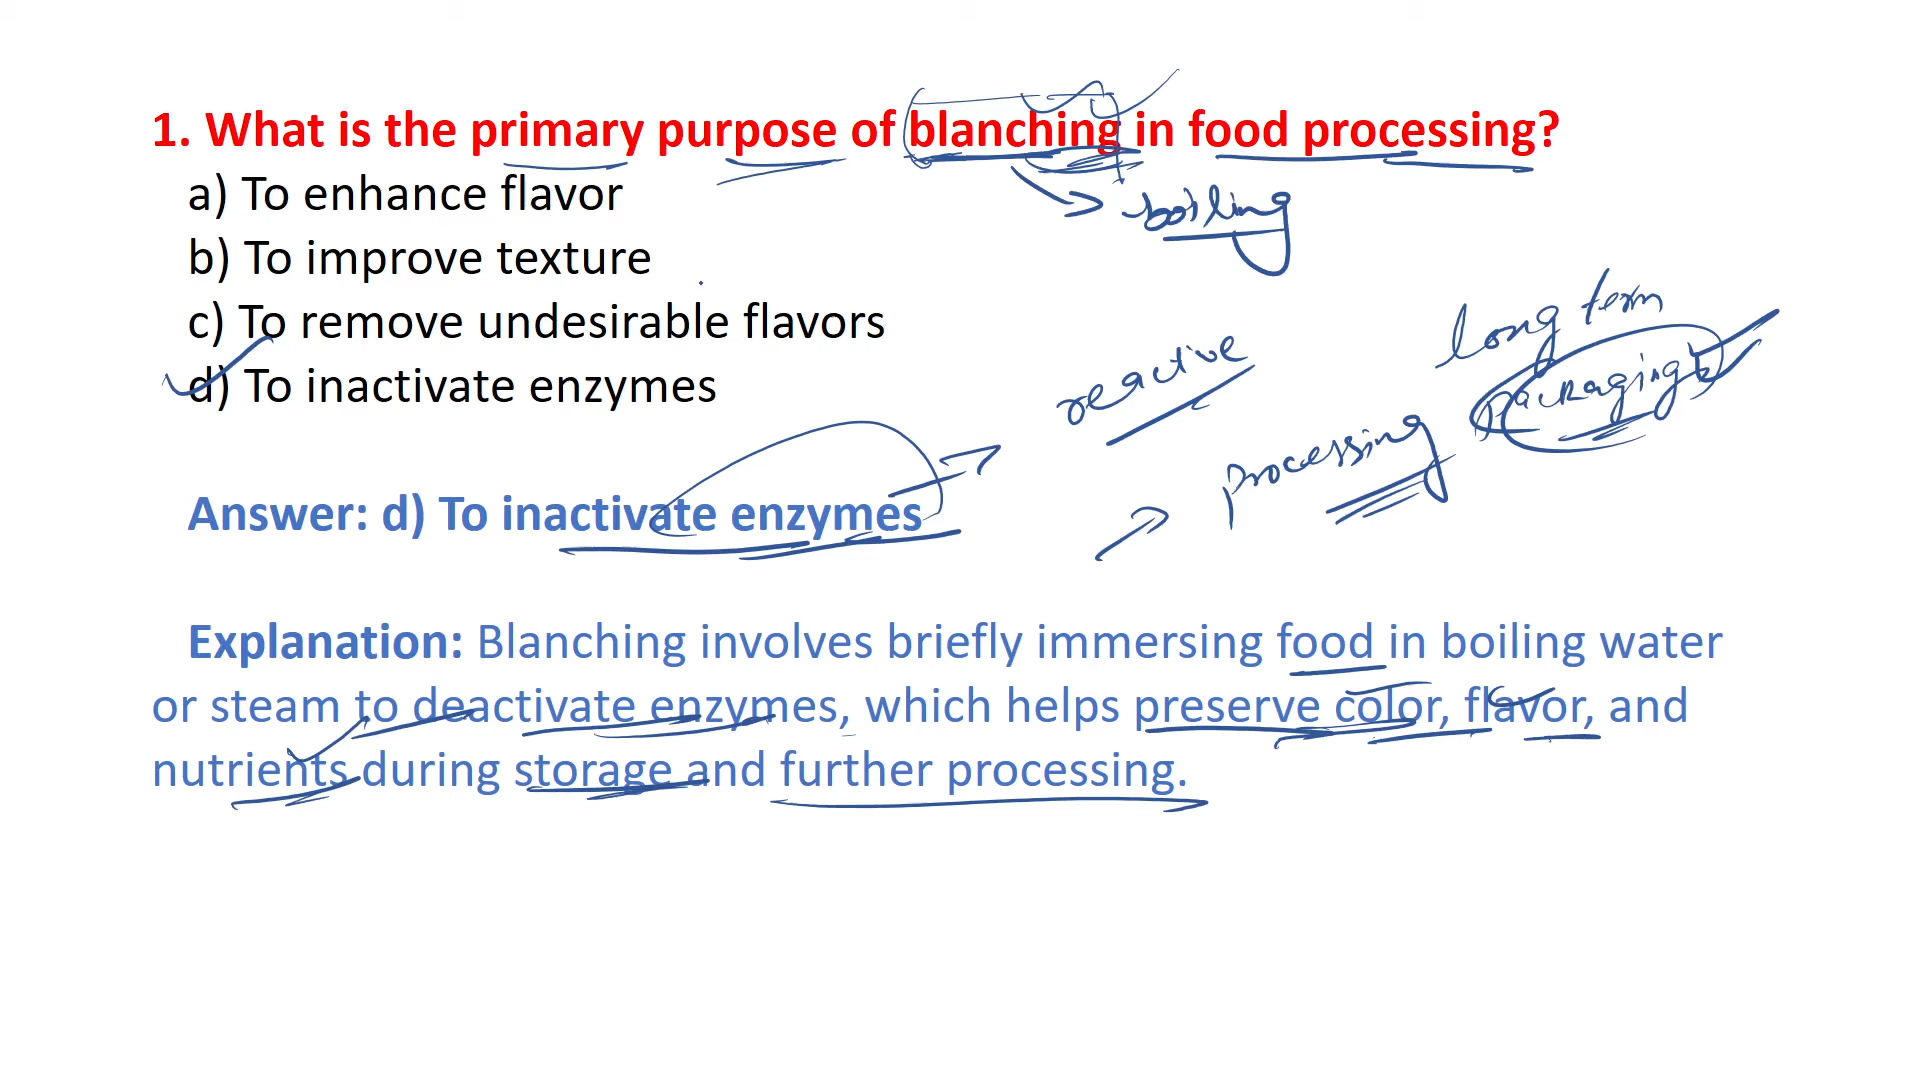 1. What is the primary purpose of blanching in food processing?
a) To enhance flavor
boiling
b) To improve texture
c) To remove undesirable flavors
long term
d) To inactivate enzymes
reactive
packaging
processing
Answer: d) To inactivate enzymes
Explanation: Blanching involves briefly immersing food in boiling water
or steam to deactivate enzymes, which helps preserve color, flavor, and
nutrients during storage and further processing.